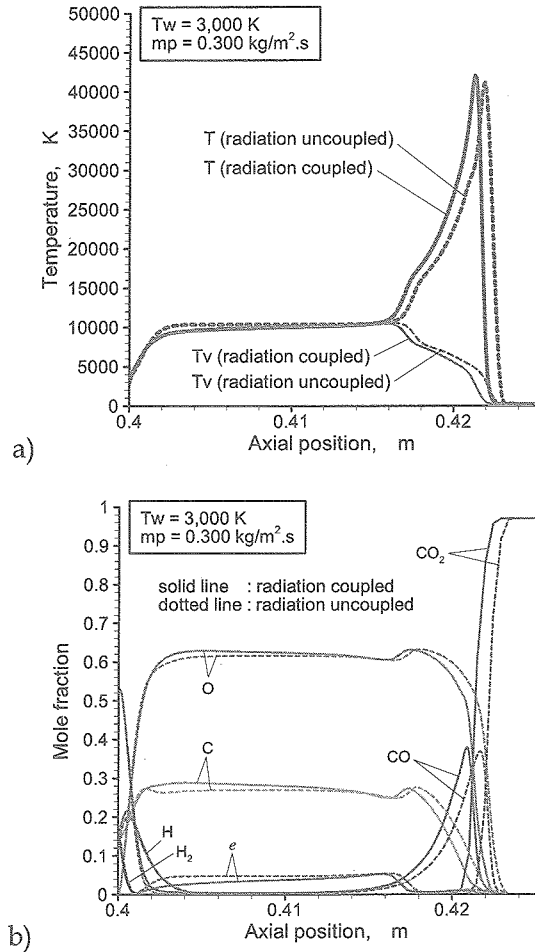 Tw = 3,000 K
mp = 0.300 kg/m².s
50000
45000
40000
35000
30000
25000
20000
15000
10000
5000
0
Temperature, K
T (radiation uncoupled)
T (radiation coupled)
Tv (radiation coupled)
Tv (radiation uncoupled)
0.4
0.41
0.42
Axial position, m
a)
Tw = 3,000 K
mp = 0.300 kg/m².s
1
0.9
0.8
0.7
0.6
0.5
0.4
0.3
0.2
0.1
0
Mole fraction
solid line : radiation coupled
dotted line : radiation uncoupled
CO₂
O
C
CO
H
H₂
e
0.4
0.41
0.42
Axial position, m
b)